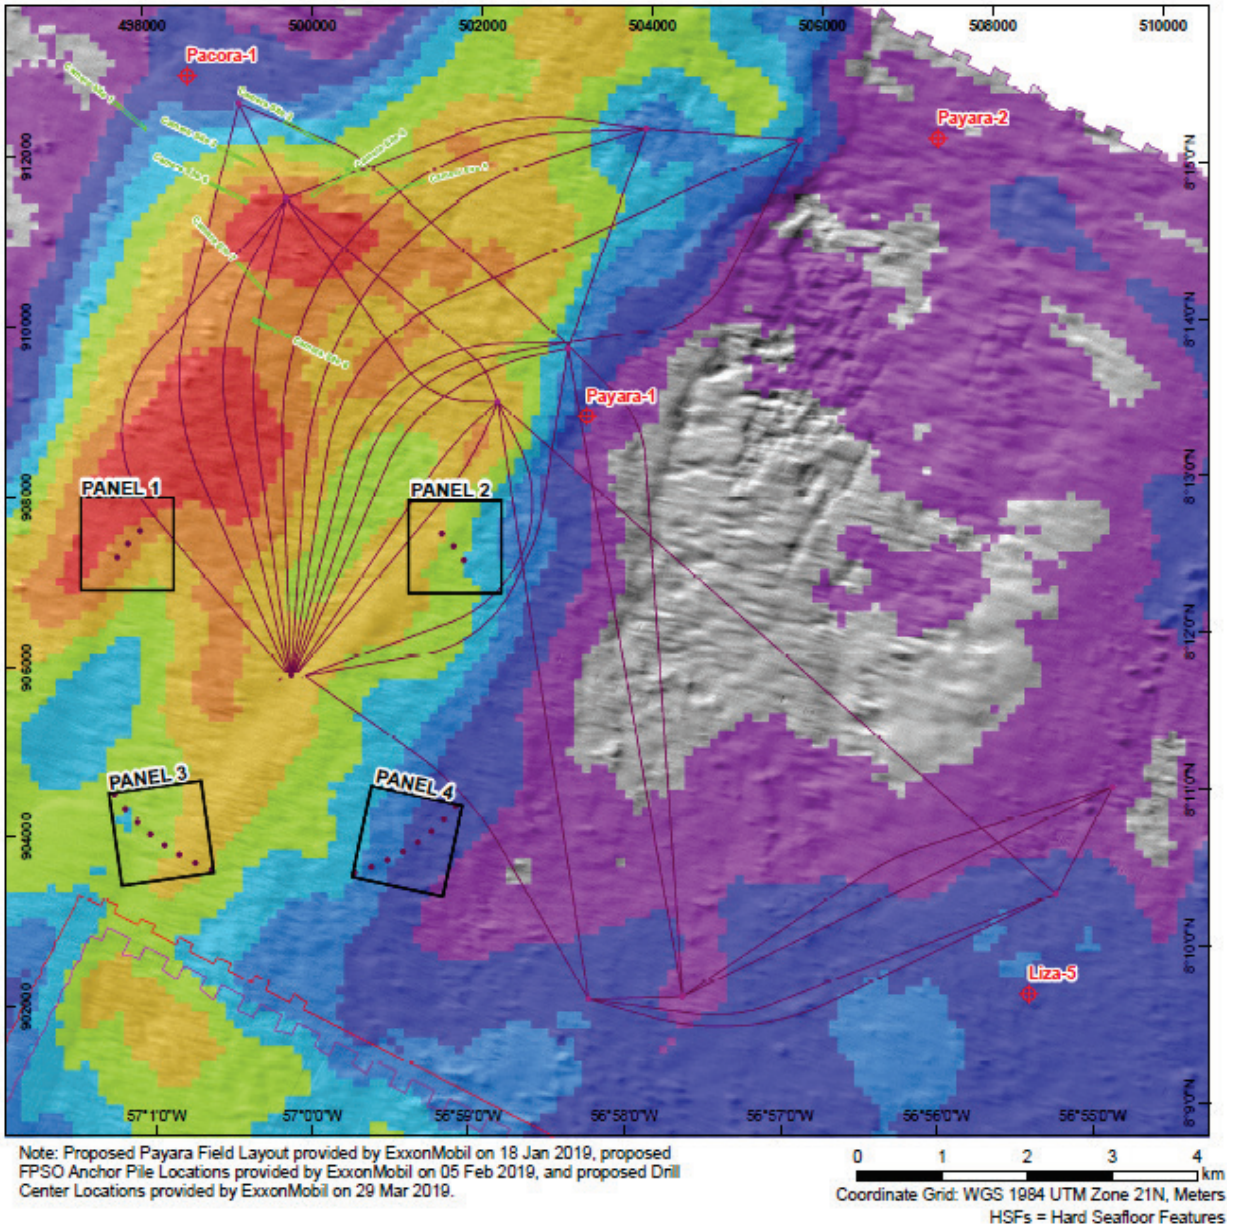 498000 500000 502000 504000 506000 508000 510000
Pacora-1
Payara-2
Camera Site-1
Camera Site-2
912000
8°15'0"N
910000
8°14'0"N
Payara-1
8°13'0"N
908000
PANEL 1
PANEL 2
8°12'0"N
906000
PANEL 3
PANEL 4
8°11'0"N
904000
8°10'0"N
Liza-5
902000
8°9'0"N
57°1'0"W 57°0'0"W 56°59'0"W 56°58'0"W 56°57'0"W 56°56'0"W 56°55'0"W
Note: Proposed Payara Field Layout provided by ExxonMobil on 18 Jan 2019, proposed
FPSO Anchor Pile Locations provided by ExxonMobil on 05 Feb 2019, and proposed Drill
Center Locations provided by ExxonMobil on 29 Mar 2019.
0 1 2 3 4
km
Coordinate Grid: WGS 1984 UTM Zone 21N, Meters
HSFs = Hard Seafloor Features